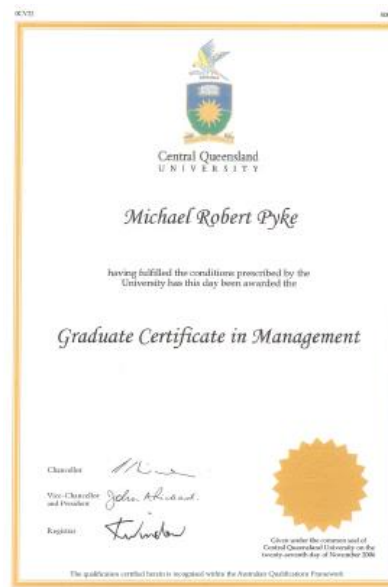 Central Queensland
UNIVERSITY
Michael Robert Pyke
having fulfilled the conditions prescribed by the
University has this day been awarded the
Graduate Certificate in Management
Chancellor
Vice-Chancellor
and President
Registrar
Given under the common seal of
Central Queensland University on the
twenty-seventh day of November 2006
The qualification certified herein is recognised within the Australian Qualifications Framework